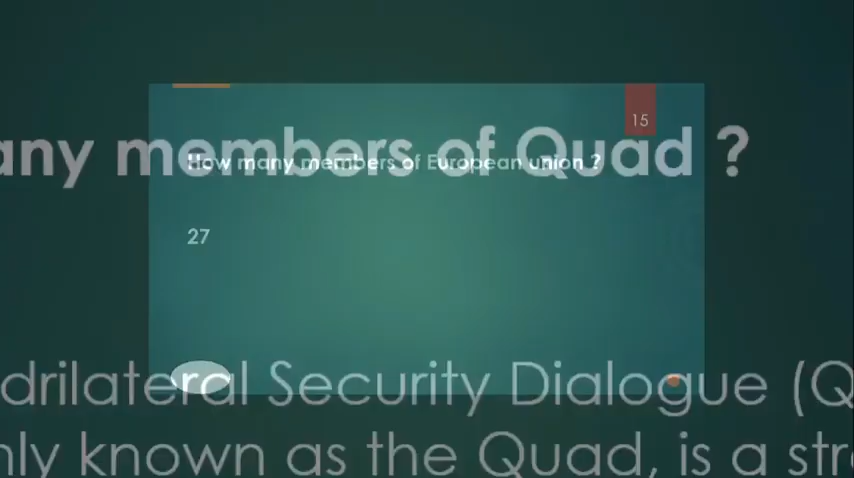 15
any members of Quad ?
How many members of European union ?
27
drilateral Security Dialogue (Q
nly known as the Quad, is a str